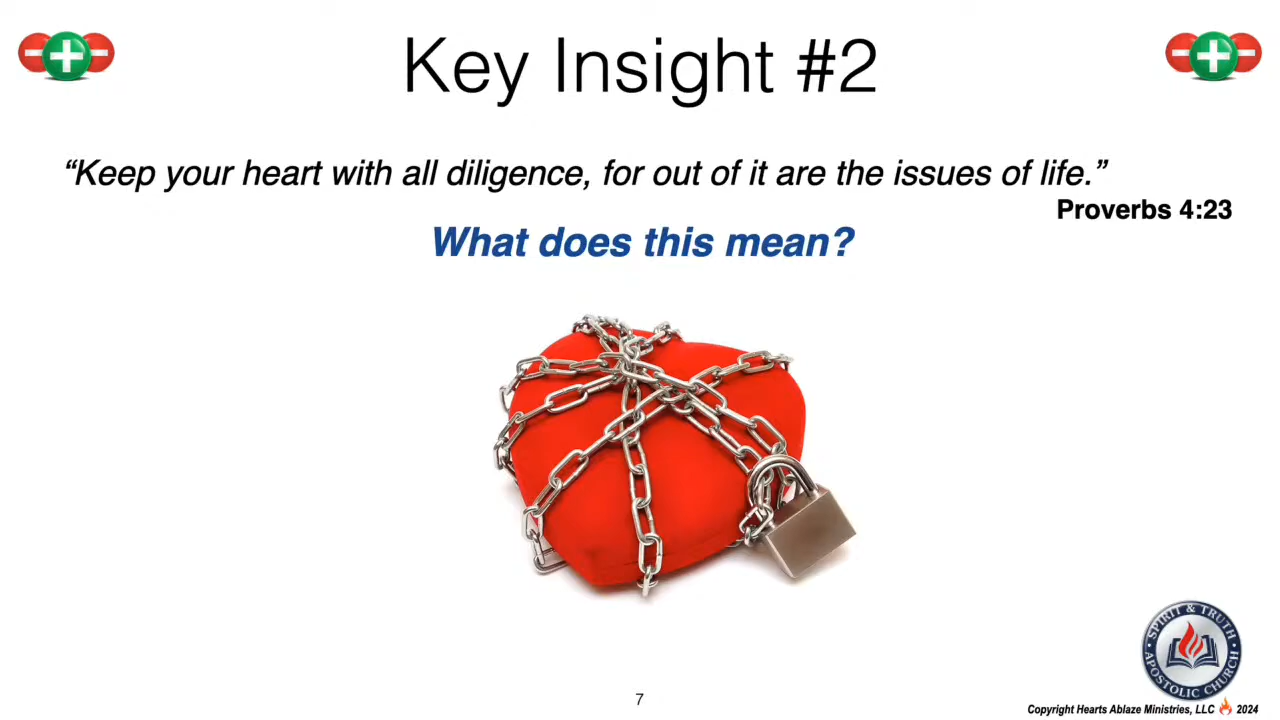 Key Insight #2
“Keep your heart with all diligence, for out of it are the issues of life.”
Proverbs 4:23
What does this mean?
SPIRIT & TRUTH
APOSTOLIC CHURCH
7
Copyright Hearts Ablaze Ministries, LLC 🔥 2024